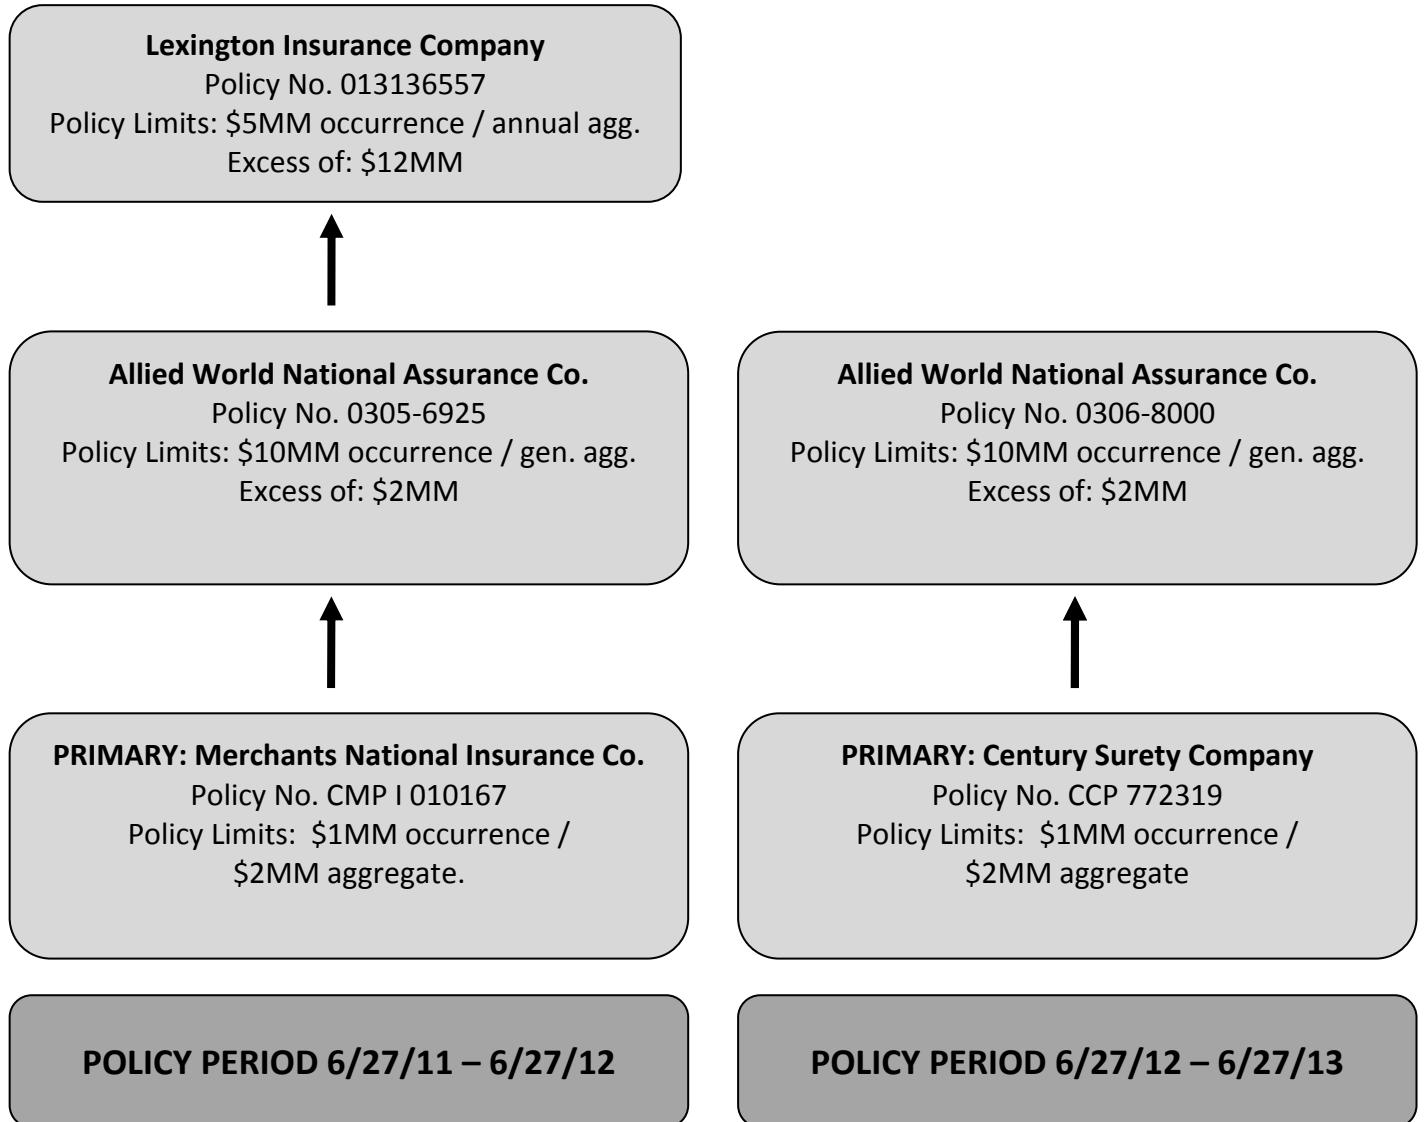 Lexington Insurance Company
Policy No. 013136557
Policy Limits: $5MM occurrence / annual agg.
Excess of: $12MM
Allied World National Assurance Co.
Policy No. 0305-6925
Policy Limits: $10MM occurrence / gen. agg.
Excess of: $2MM
Allied World National Assurance Co.
Policy No. 0306-8000
Policy Limits: $10MM occurrence / gen. agg.
Excess of: $2MM
PRIMARY: Merchants National Insurance Co.
Policy No. CMP I 010167
Policy Limits:  $1MM occurrence /
$2MM aggregate.
PRIMARY: Century Surety Company
Policy No. CCP 772319
Policy Limits:  $1MM occurrence /
$2MM aggregate
POLICY PERIOD 6/27/11 – 6/27/12
POLICY PERIOD 6/27/12 – 6/27/13